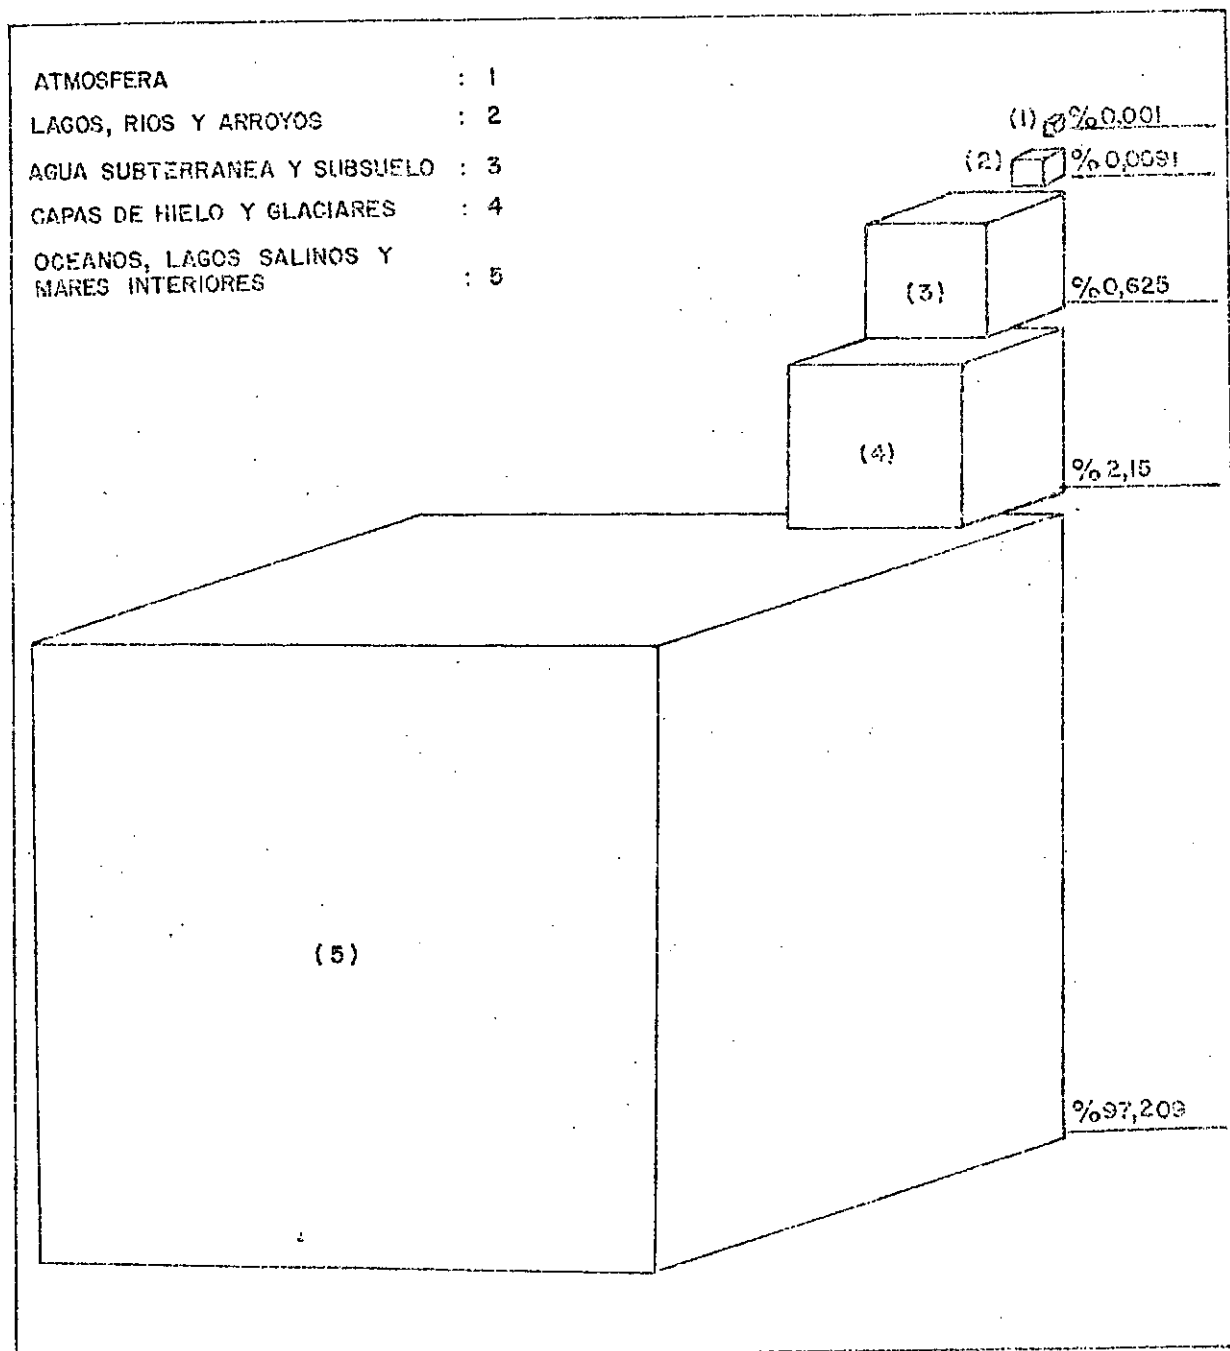 ATMOSFERA : 1
LAGOS, RIOS Y ARROYOS : 2
AGUA SUBTERRANEA Y SUBSUELO : 3
CAPAS DE HIELO Y GLACIARES : 4
OCEANOS, LAGOS SALINOS Y
MARES INTERIORES : 5
(1) %0,001
(2) %0,0091
(3) %0,625
(4) %2,15
(5) %97,209